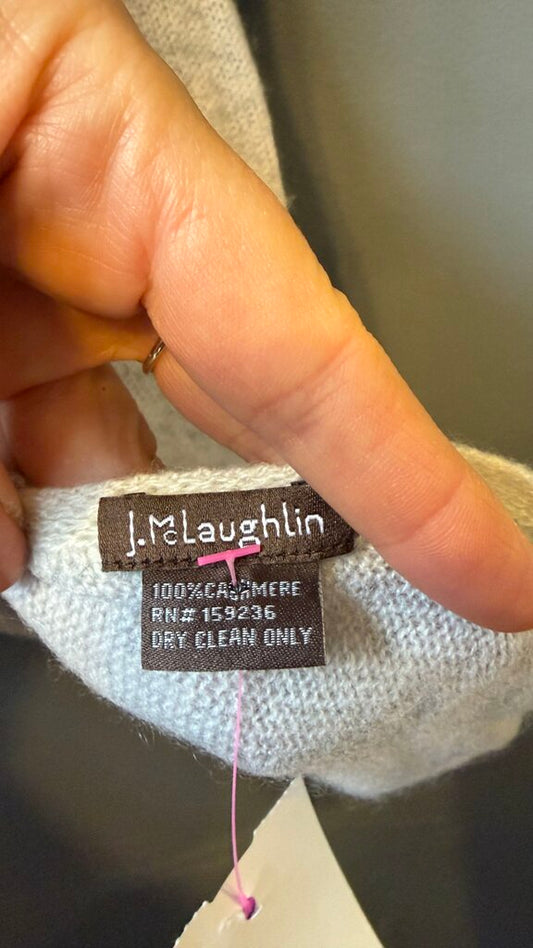 J.McLaughlin
100%CASHMERE
RN# 159236
DRY CLEAN ONLY